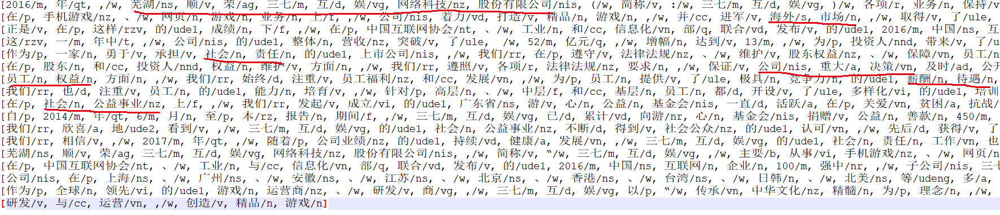 [2016/m, 年/qt, ,/w, 芜湖/ns, 顺/v, 荣/ag, 三七/m, 互/d, 娱/vg, 网络科技/nz, 股份有限公司/nis, (/w, 简称/v, :/w, 三七/m, 互/d, 娱/vg, )/w, 各项/r, 业务/n, 保持/v
[在/p, 手机游戏/nz, 、/w, 网页/n, 游戏/n, 业务/n, 上/f, ,/w, 公司/nis, 着力/vd, 打造/v, 精品/n, 游戏/n, ,/w, 并/cc, 进军/v, 海外/s, 市场/n, ,/w, 取得/v, 了/ule,
[正是/v, 在/p, 这样/rzv, 的/ude1, 成绩/n, 下/f, ,/w, 在/p, 中国互联网协会/nt, 、/w, 工业/n, 和/cc, 信息化/vn, 部/q, 联合/vd, 发布/v, 的/ude1, 2016/m, 中国/ns, 互
[这/rzv, 一/m, 年中/t, ,/w, 公司/nis, 的/ude1, 整体/n, 营收/nz, 突破/v, 了/ule, ,/w, 52/m, 亿元/q, ,/w, 增幅/n, 达到/v, 13/m, ,/w, 为/p, 投资人/nnd, 带来/v, 了/u
[作为/p, 一家/n, 勇于/v, 承担/v, 社会/n, 责任/n, 的/ude1, 上市公司/nis, ,/w, 我们/rr, 在/p, 遵守/v, 法律法规/nz, 、/w, 维护/v, 股东权益/nz, 、/w, 保障/vn, 员工/n
[在/p, 股东/n, 和/cc, 投资人/nnd, 权益/n, 维护/v, 方面/n, ,/w, 我们/rr, 遵照/v, 各项/r, 法律法规/nz, 要求/n, ,/w, 保证/v, 公司/nis, 重大/a, 决策/vn, 及时/ad, 公开
[员工/n, 权益/n, 方面/n, ,/w, 我们/rr, 始终/d, 注重/v, 员工福利/nz, 和/cc, 发展/vn, ,/w, 为/p, 员工/n, 提供/v, 了/ule, 极具/n, 竞争力/n, 的/ude1, 薪酬/n, 待遇/n,
[我们/rr, 也/d, 注重/v, 员工/n, 的/ude1, 能力/n, 培育/v, ,/w, 针对/p, 高层/n, 、/w, 中层/f, 和/cc, 基层/n, 员工/n, 都/d, 开设/v, 了/ule, 多样化/vi, 的/ude1, 培训
[在/p, 社会/n, 公益事业/nz, 上/f, ,/w, 我们/rr, 发起/v, 成立/vi, 的/ude1, 广东省/ns, 游/v, 心/n, 公益/n, 基金会/nis, 一直/d, 活跃/a, 在/p, 关爱/vn, 贫困/a, 抗战/
[自/p, 2014/m, 年/qt, 6/m, 月/n, 至/p, 本/rz, 报告/n, 期间/f, ,/w, 三七/m, 互/d, 娱/vg, 已/d, 累计/vd, 向游/nr, 心/n, 基金会/nis, 捐赠/v, 公益/n, 善款/n, 450/m,
[我们/rr, 欣喜/a, 地/ude2, 看到/v, ,/w, 三七/m, 互/d, 娱/vg, 的/ude1, 社会/n, 公益事业/nz, 不断/d, 得到/v, 社会公众/nz, 的/ude1, 认可/vn, ,/w, 先后/d, 获得/v, 了
[我们/rr, 相信/v, ,/w, 2017/m, 年/qt, ,/w, 随着/p, 公司业绩/nz, 的/ude1, 持续/vd, 健康/a, 发展/vn, ,/w, 三七/m, 互/d, 娱/vg, 的/ude1, 社会/n, 责任/n, 工作/vn, 也
[芜湖/ns, 顺/v, 荣/ag, 三七/m, 互/d, 娱/vg, 网络科技/nz, 股份有限公司/nis, ,/w, 简称/v, “/w, 三七/m, 互/d, 娱/vg, ,/w, 主要/b, 从事/vi, 手机游戏/nz, 、/w, 网页/n
[在/p, 中国互联网协会/nt, 、/w, 工业/n, 与/cc, 信息化/vn, 部/q, 联合/vd, 发布/v, 的/ude1, 2016/m, 中国/ns, 互联网/n, 企业/n, 100/m, 强中/nr, ,/w, 子公司/nis, 三七
[公司/nis, 在/p, 上海/ns, 、/w, 广州/ns, 、/w, 安徽/ns, 、/w, 江苏/ns, 、/w, 北京/ns, 、/w, 香港/ns, 、/w, 台湾/ns, 、/w, 日韩/n, 、/w, 北美/ns, 等/udeng, 多/a,
[作为/p, 全球/n, 领先/vi, 的/ude1, 游戏/n, 运营商/nz, 、/w, 研发/v, 商/vg, ,/w, 三七/m, 互/d, 娱/vg, 以/p, “/w, 传承/vn, 中华文化/nz, 精髓/n, 为/p, 理念/n, ,/w,
[研发/v, 与/cc, 运营/vn, ,/w, 创造/v, 精品/n, 游戏/n]